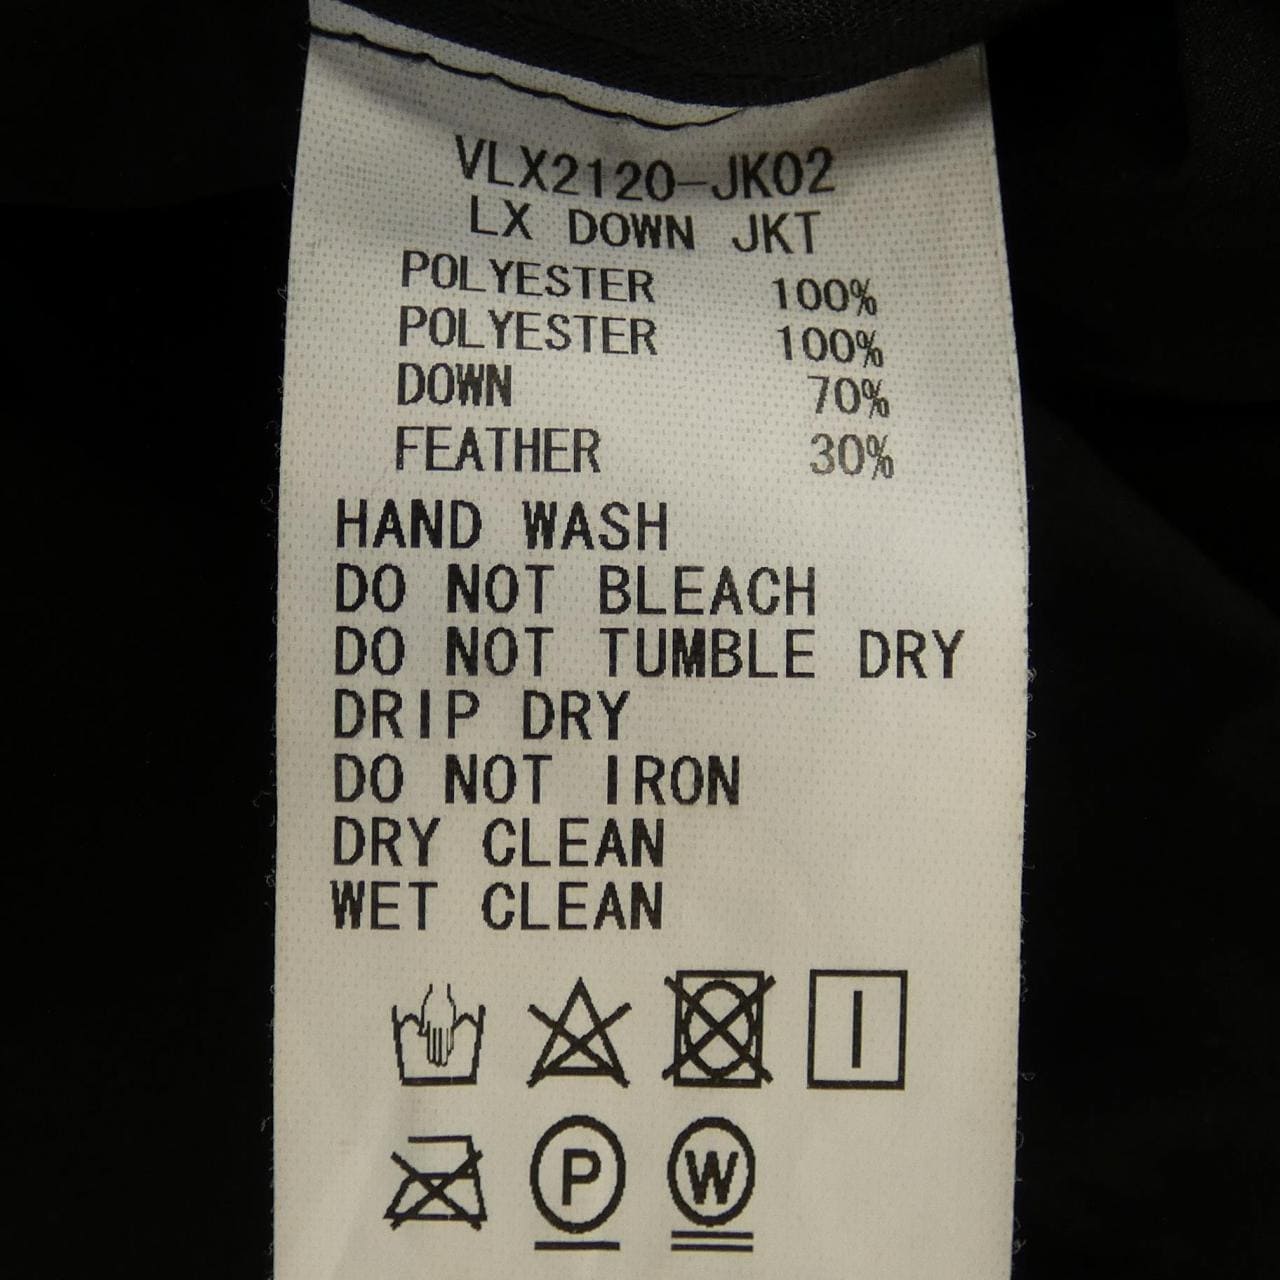 VLX2120-JK02
LX DOWN JKT
POLYESTER 100%
POLYESTER 100%
DOWN 70%
FEATHER 30%
HAND WASH
DO NOT BLEACH
DO NOT TUMBLE DRY
DRIP DRY
DO NOT IRON
DRY CLEAN
WET CLEAN
P W